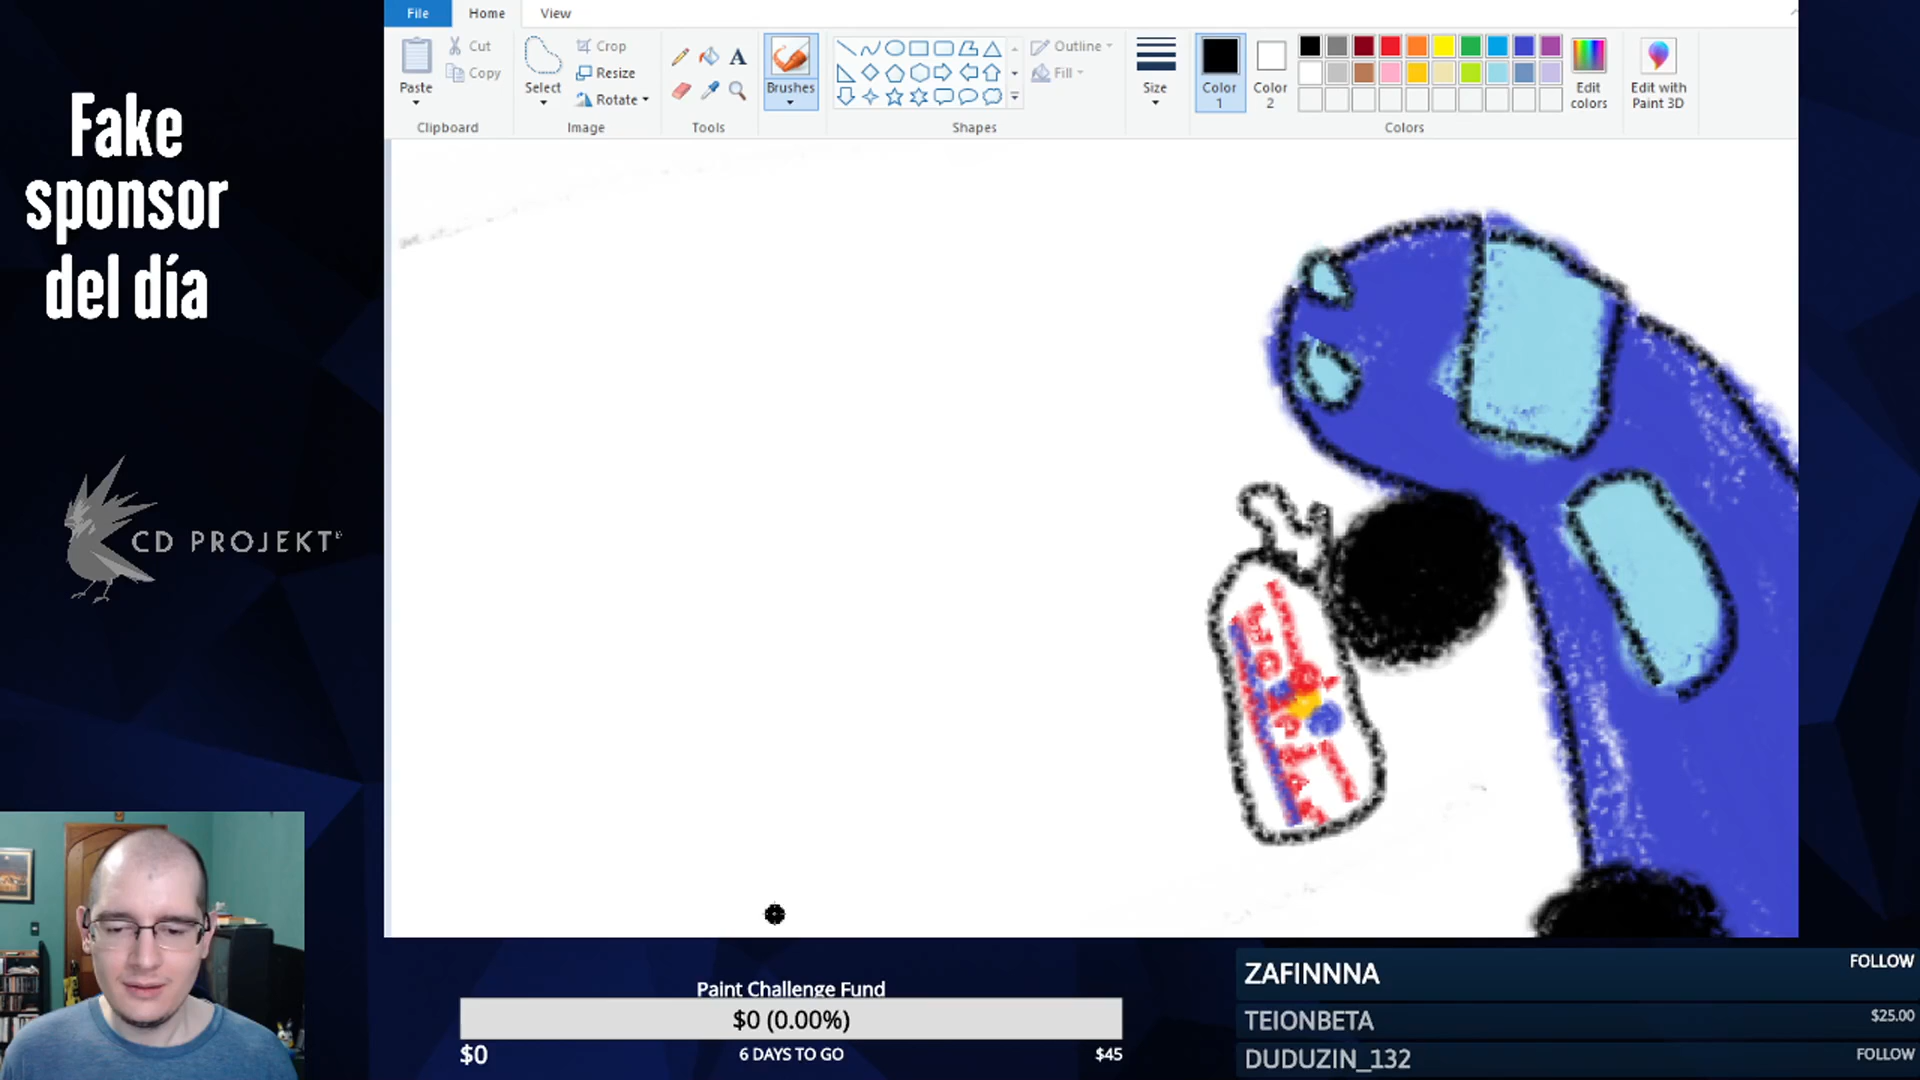 File Home View
Paste
Cut
Copy
Clipboard
Select
Crop
Resize
Rotate
Image
Tools
Brushes
Shapes
Outline
Fill
Size
Color 1
Color 2
Colors
Edit colors
Edit with Paint 3D
Fake
sponsor
del día
CD PROJEKT
Paint Challenge Fund
$0 (0.00%)
$0
6 DAYS TO GO
$45
ZAFINNNA FOLLOW
TEIONBETA $25.00
DUDUZIN_132 FOLLOW